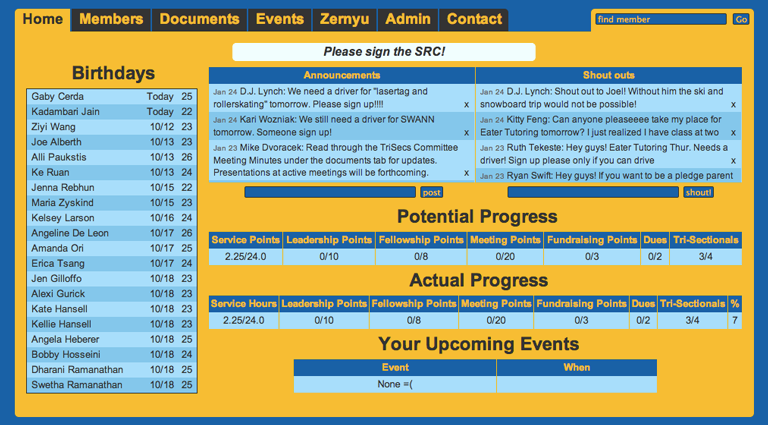 Home Members Documents Events Zernyu Admin Contact
find member Go
Please sign the SRC!
Birthdays
Gaby Cerda Today 25
Kadambari Jain Today 22
Ziyi Wang 10/12 23
Joe Alberth 10/13 23
Alli Paukstis 10/13 26
Ke Ruan 10/13 24
Jenna Rebhun 10/15 22
Maria Zyskind 10/15 23
Kelsey Larson 10/16 24
Angeline De Leon 10/17 26
Amanda Ori 10/17 25
Erica Tsang 10/17 24
Jen Gilloffo 10/18 23
Alexi Gurick 10/18 23
Kate Hansell 10/18 23
Kellie Hansell 10/18 23
Angela Heberer 10/18 25
Bobby Hosseini 10/18 24
Dharani Ramanathan 10/18 25
Swetha Ramanathan 10/18 25
Announcements
Jan 24 D.J. Lynch: We need a driver for "lasertag and
rollerskating" tomorrow. Please sign up!!!! x
Jan 24 Kari Wozniak: We still need a driver for SWANN
tomorrow. Someone sign up! x
Jan 23 Mike Dvoracek: Read through the TriSecs Committee
Meeting Minutes under the documents tab for updates.
Presentations at active meetings will be forthcoming. x
post
Shout outs
Jan 24 D.J. Lynch: Shout out to Joel! Without him the ski and
snowboard trip would not be possible! x
Jan 24 Kitty Feng: Can anyone pleaseeee take my place for
Eater Tutoring tomorrow? I just realized I have class at two x
Jan 23 Ruth Tekeste: Hey guys! Eater Tutoring Thur. Needs a
driver! Sign up please only if you can drive x
Jan 23 Ryan Swift: Hey guys! If you want to be a pledge parent
shout!
Potential Progress
Service Points Leadership Points Fellowship Points Meeting Points Fundraising Points Dues Tri-Sectionals
2.25/24.0 0/10 0/8 0/20 0/3 0/2 3/4
Actual Progress
Service Hours Leadership Points Fellowship Points Meeting Points Fundraising Points Dues Tri-Sectionals %
2.25/24.0 0/10 0/8 0/20 0/3 0/2 3/4 7
Your Upcoming Events
Event When
None =(